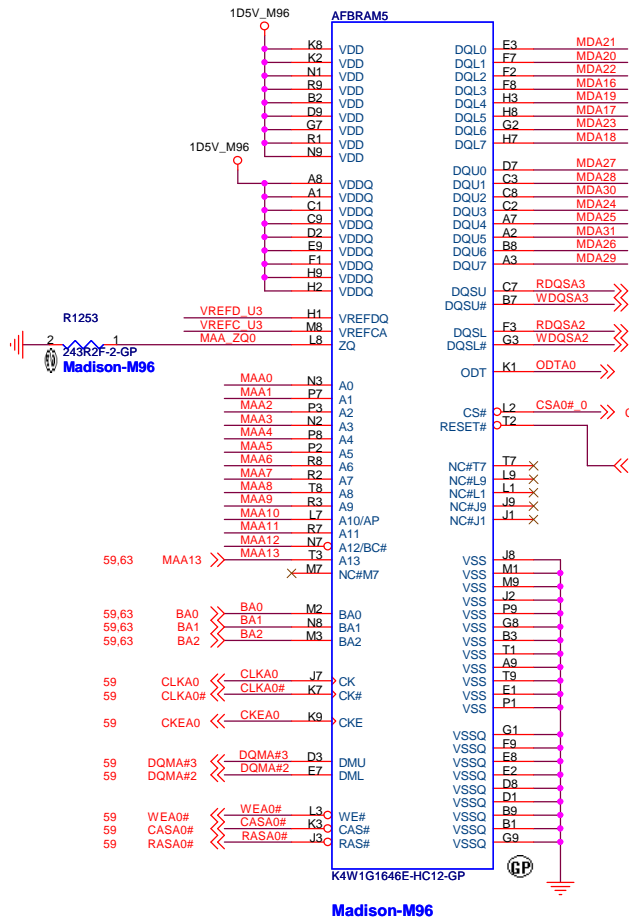 1D5V_M96
AFBRAM5
K8 VDD DQL0 E3 MDA21
K2 VDD DQL1 F7 MDA20
N1 VDD DQL2 F2 MDA22
R9 VDD DQL3 F8 MDA16
B2 VDD DQL4 H3 MDA19
D9 VDD DQL5 H8 MDA17
G7 VDD DQL6 G2 MDA23
R1 VDD DQL7 H7 MDA18
N9 VDD
1D5V_M96
DQU0 D7 MDA27
A8 VDDQ DQU1 C3 MDA28
A1 VDDQ DQU2 C8 MDA30
C1 VDDQ DQU3 C2 MDA24
C9 VDDQ DQU4 A7 MDA25
D2 VDDQ DQU5 A2 MDA31
E9 VDDQ DQU6 B8 MDA26
F1 VDDQ DQU7 A3 MDA29
H9 VDDQ
H2 VDDQ DQSU C7 RDQSA3
DQSU# B7 WDQSA3
R1253
VREFD_U3 H1 VREFDQ
VREFC_U3 M8 VREFCA DQSL F3 RDQSA2
2 1 MAA_ZQ0 L8 ZQ DQSL# G3 WDQSA2
243R2F-2-GP
Madison-M96
ODT K1 ODTA0
MAA0 N3 A0
MAA1 P7 A1
MAA2 P3 A2 CS# L2 CSA0#_0
MAA3 N2 A3 RESET# T2
MAA4 P8 A4
MAA5 P2 A5
MAA6 R8 A6 NC#T7 T7
MAA7 R2 A7 NC#L9 L9
MAA8 T8 A8 NC#L1 L1
MAA9 R3 A9 NC#J9 J9
MAA10 L7 A10/AP NC#J1 J1
MAA11 R7 A11
MAA12 N7 A12/BC#
59,63 MAA13 MAA13 T3 A13 VSS J8
M7 NC#M7 VSS M1
VSS M9
VSS J2
59,63 BA0 BA0 M2 BA0 VSS P9
59,63 BA1 BA1 N8 BA1 VSS G8
59,63 BA2 BA2 M3 BA2 VSS B3
VSS T1
VSS A9
59 CLKA0 CLKA0 J7 CK VSS T9
59 CLKA0# CLKA0# K7 CK# VSS E1
VSS P1
59 CKEA0 CKEA0 K9 CKE
VSSQ G1
VSSQ F9
59 DQMA#3 DQMA#3 D3 DMU VSSQ E8
59 DQMA#2 DQMA#2 E7 DML VSSQ E2
VSSQ D8
VSSQ D1
59 WEA0# WEA0# L3 WE# VSSQ B9
59 CASA0# CASA0# K3 CAS# VSSQ B1
59 RASA0# RASA0# J3 RAS# VSSQ G9
GP
K4W1G1646E-HC12-GP
Madison-M96